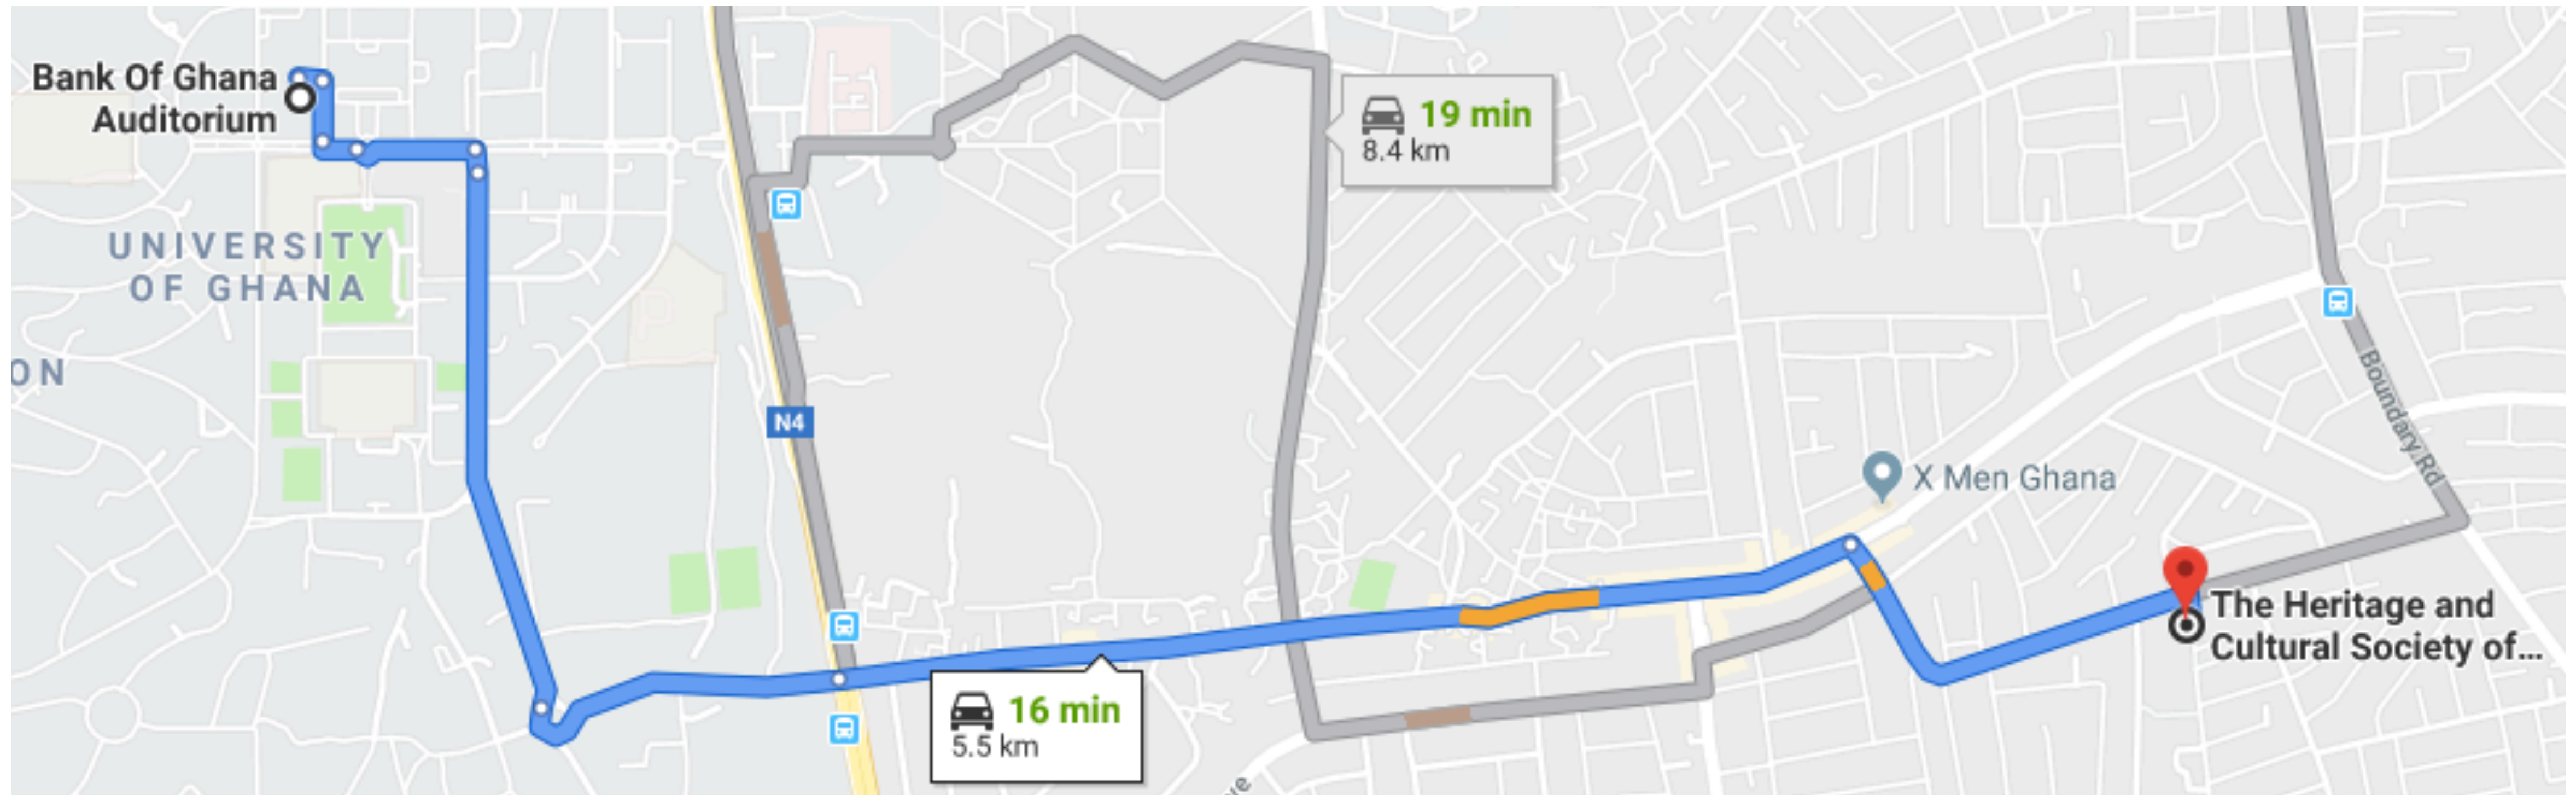 Bank Of Ghana
Auditorium
19 min
8.4 km
UNIVERSITY
OF GHANA
ON
N4
Boundary Rd
X Men Ghana
The Heritage and
Cultural Society of...
16 min
5.5 km
ve